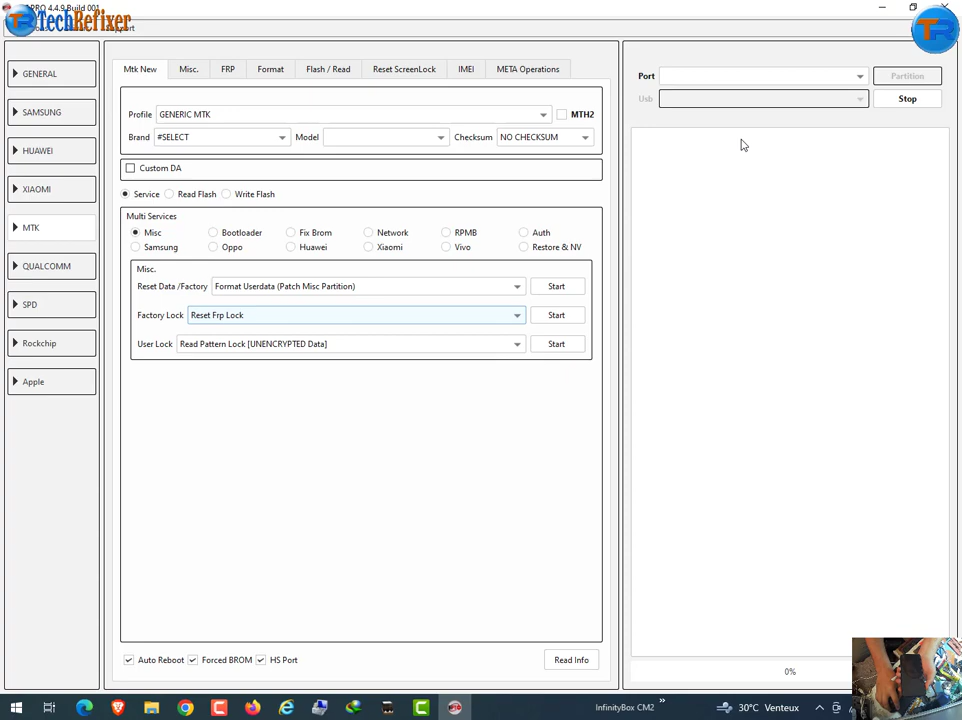 PRO 4.4.9 Build 001
TR TechRefixer
Support
TR
GENERAL
SAMSUNG
HUAWEI
XIAOMI
MTK
QUALCOMM
SPD
Rockchip
Apple
Mtk New Misc. FRP Format Flash / Read Reset ScreenLock IMEI META Operations
Profile GENERIC MTK MTH2
Brand #SELECT Model Checksum NO CHECKSUM
Custom DA
Service Read Flash Write Flash
Multi Services
Misc Bootloader Fix Brom Network RPMB Auth
Samsung Oppo Huawei Xiaomi Vivo Restore & NV
Misc.
Reset Data /Factory Format Userdata (Patch Misc Partition) Start
Factory Lock Reset Frp Lock Start
User Lock Read Pattern Lock [UNENCRYPTED Data] Start
Auto Reboot Forced BROM HS Port Read Info
Port Partition
Usb Stop
0%
InfinityBox CM2 » 30°C Venteux